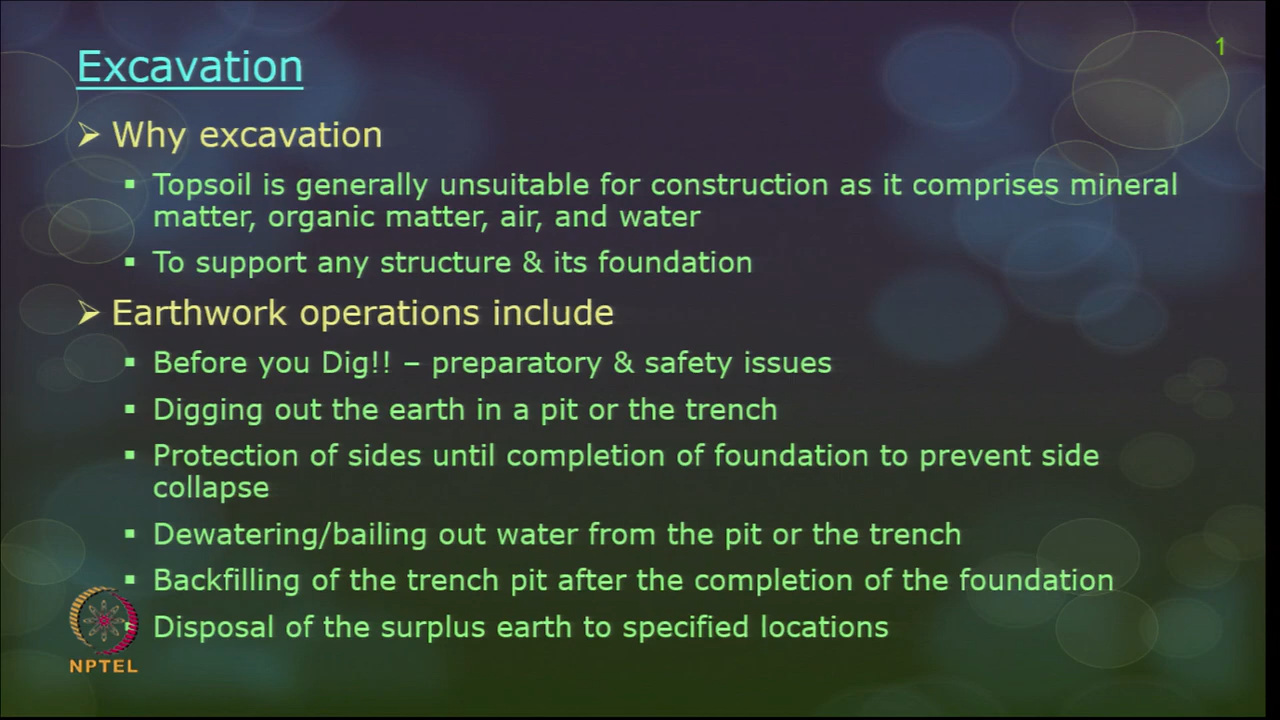 1
Excavation
➢ Why excavation
▪ Topsoil is generally unsuitable for construction as it comprises mineral
matter, organic matter, air, and water
▪ To support any structure & its foundation
➢ Earthwork operations include
▪ Before you Dig!! – preparatory & safety issues
▪ Digging out the earth in a pit or the trench
▪ Protection of sides until completion of foundation to prevent side
collapse
▪ Dewatering/bailing out water from the pit or the trench
▪ Backfilling of the trench pit after the completion of the foundation
▪ Disposal of the surplus earth to specified locations
NPTEL